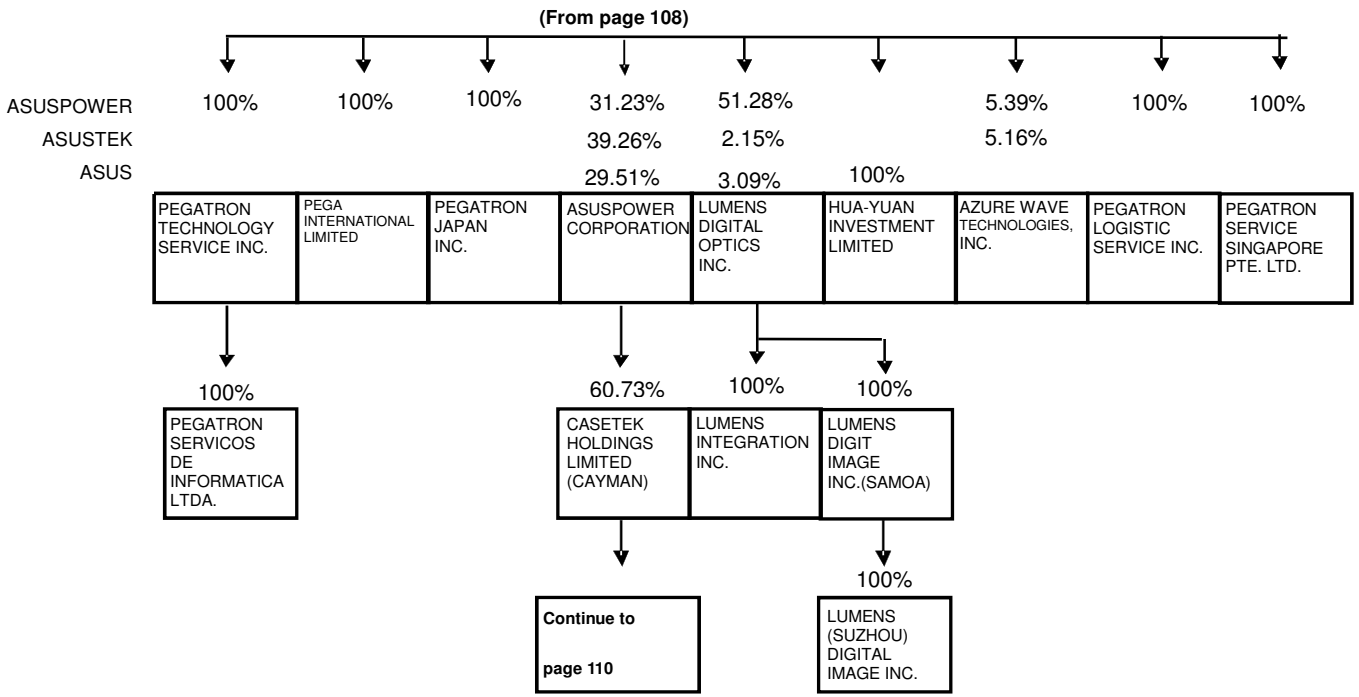 (From page 108)
ASUSPOWER 100% 100% 100% 31.23% 51.28% 5.39% 100% 100%
ASUSTEK 39.26% 2.15% 5.16%
ASUS 29.51% 3.09% 100%
PEGATRON
TECHNOLOGY
SERVICE INC.
PEGA
INTERNATIONAL
LIMITED
PEGATRON
JAPAN
INC.
ASUSPOWER
CORPORATION
LUMENS
DIGITAL
OPTICS
INC.
HUA-YUAN
INVESTMENT
LIMITED
AZURE WAVE
TECHNOLOGIES,
INC.
PEGATRON
LOGISTIC
SERVICE INC.
PEGATRON
SERVICE
SINGAPORE
PTE. LTD.
100% 60.73% 100% 100%
PEGATRON
SERVICOS
DE
INFORMATICA
LTDA.
CASETEK
HOLDINGS
LIMITED
(CAYMAN)
LUMENS
INTEGRATION
INC.
LUMENS
DIGIT
IMAGE
INC.(SAMOA)
100%
Continue to
page 110
LUMENS
(SUZHOU)
DIGITAL
IMAGE INC.